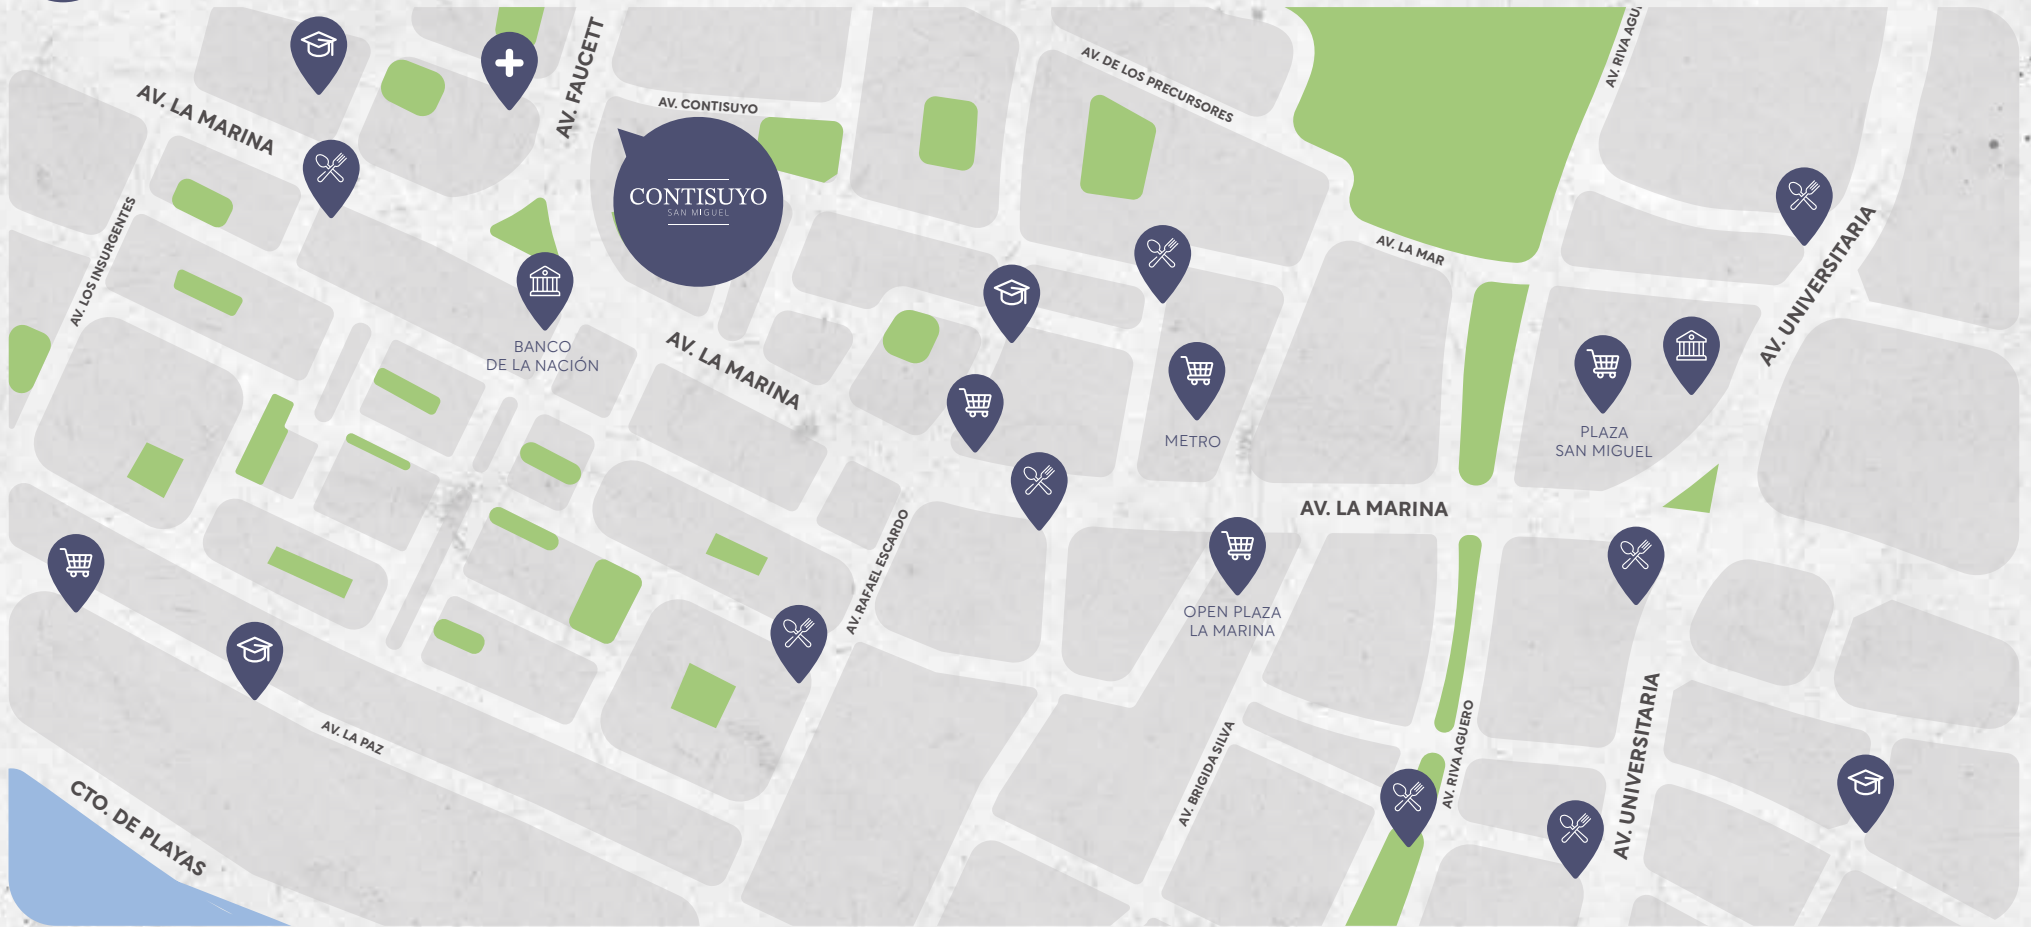 AV. LA MARINA
AV. FAUCETT
AV. CONTISUYO
AV. DE LOS PRECURSORES
AV. RIVA AGU
CONTISUYO
SAN MIGUEL
AV. LOS INSURGENTES
AV. LA MAR
AV. UNIVERSITARIA
BANCO
DE LA NACIÓN
AV. LA MARINA
METRO
PLAZA
SAN MIGUEL
AV. LA MARINA
AV. RAFAEL ESCARDO
OPEN PLAZA
LA MARINA
AV. LA PAZ
AV. BRIGIDA SILVA
AV. RIVA AGUERO
AV. UNIVERSITARIA
CTO. DE PLAYAS